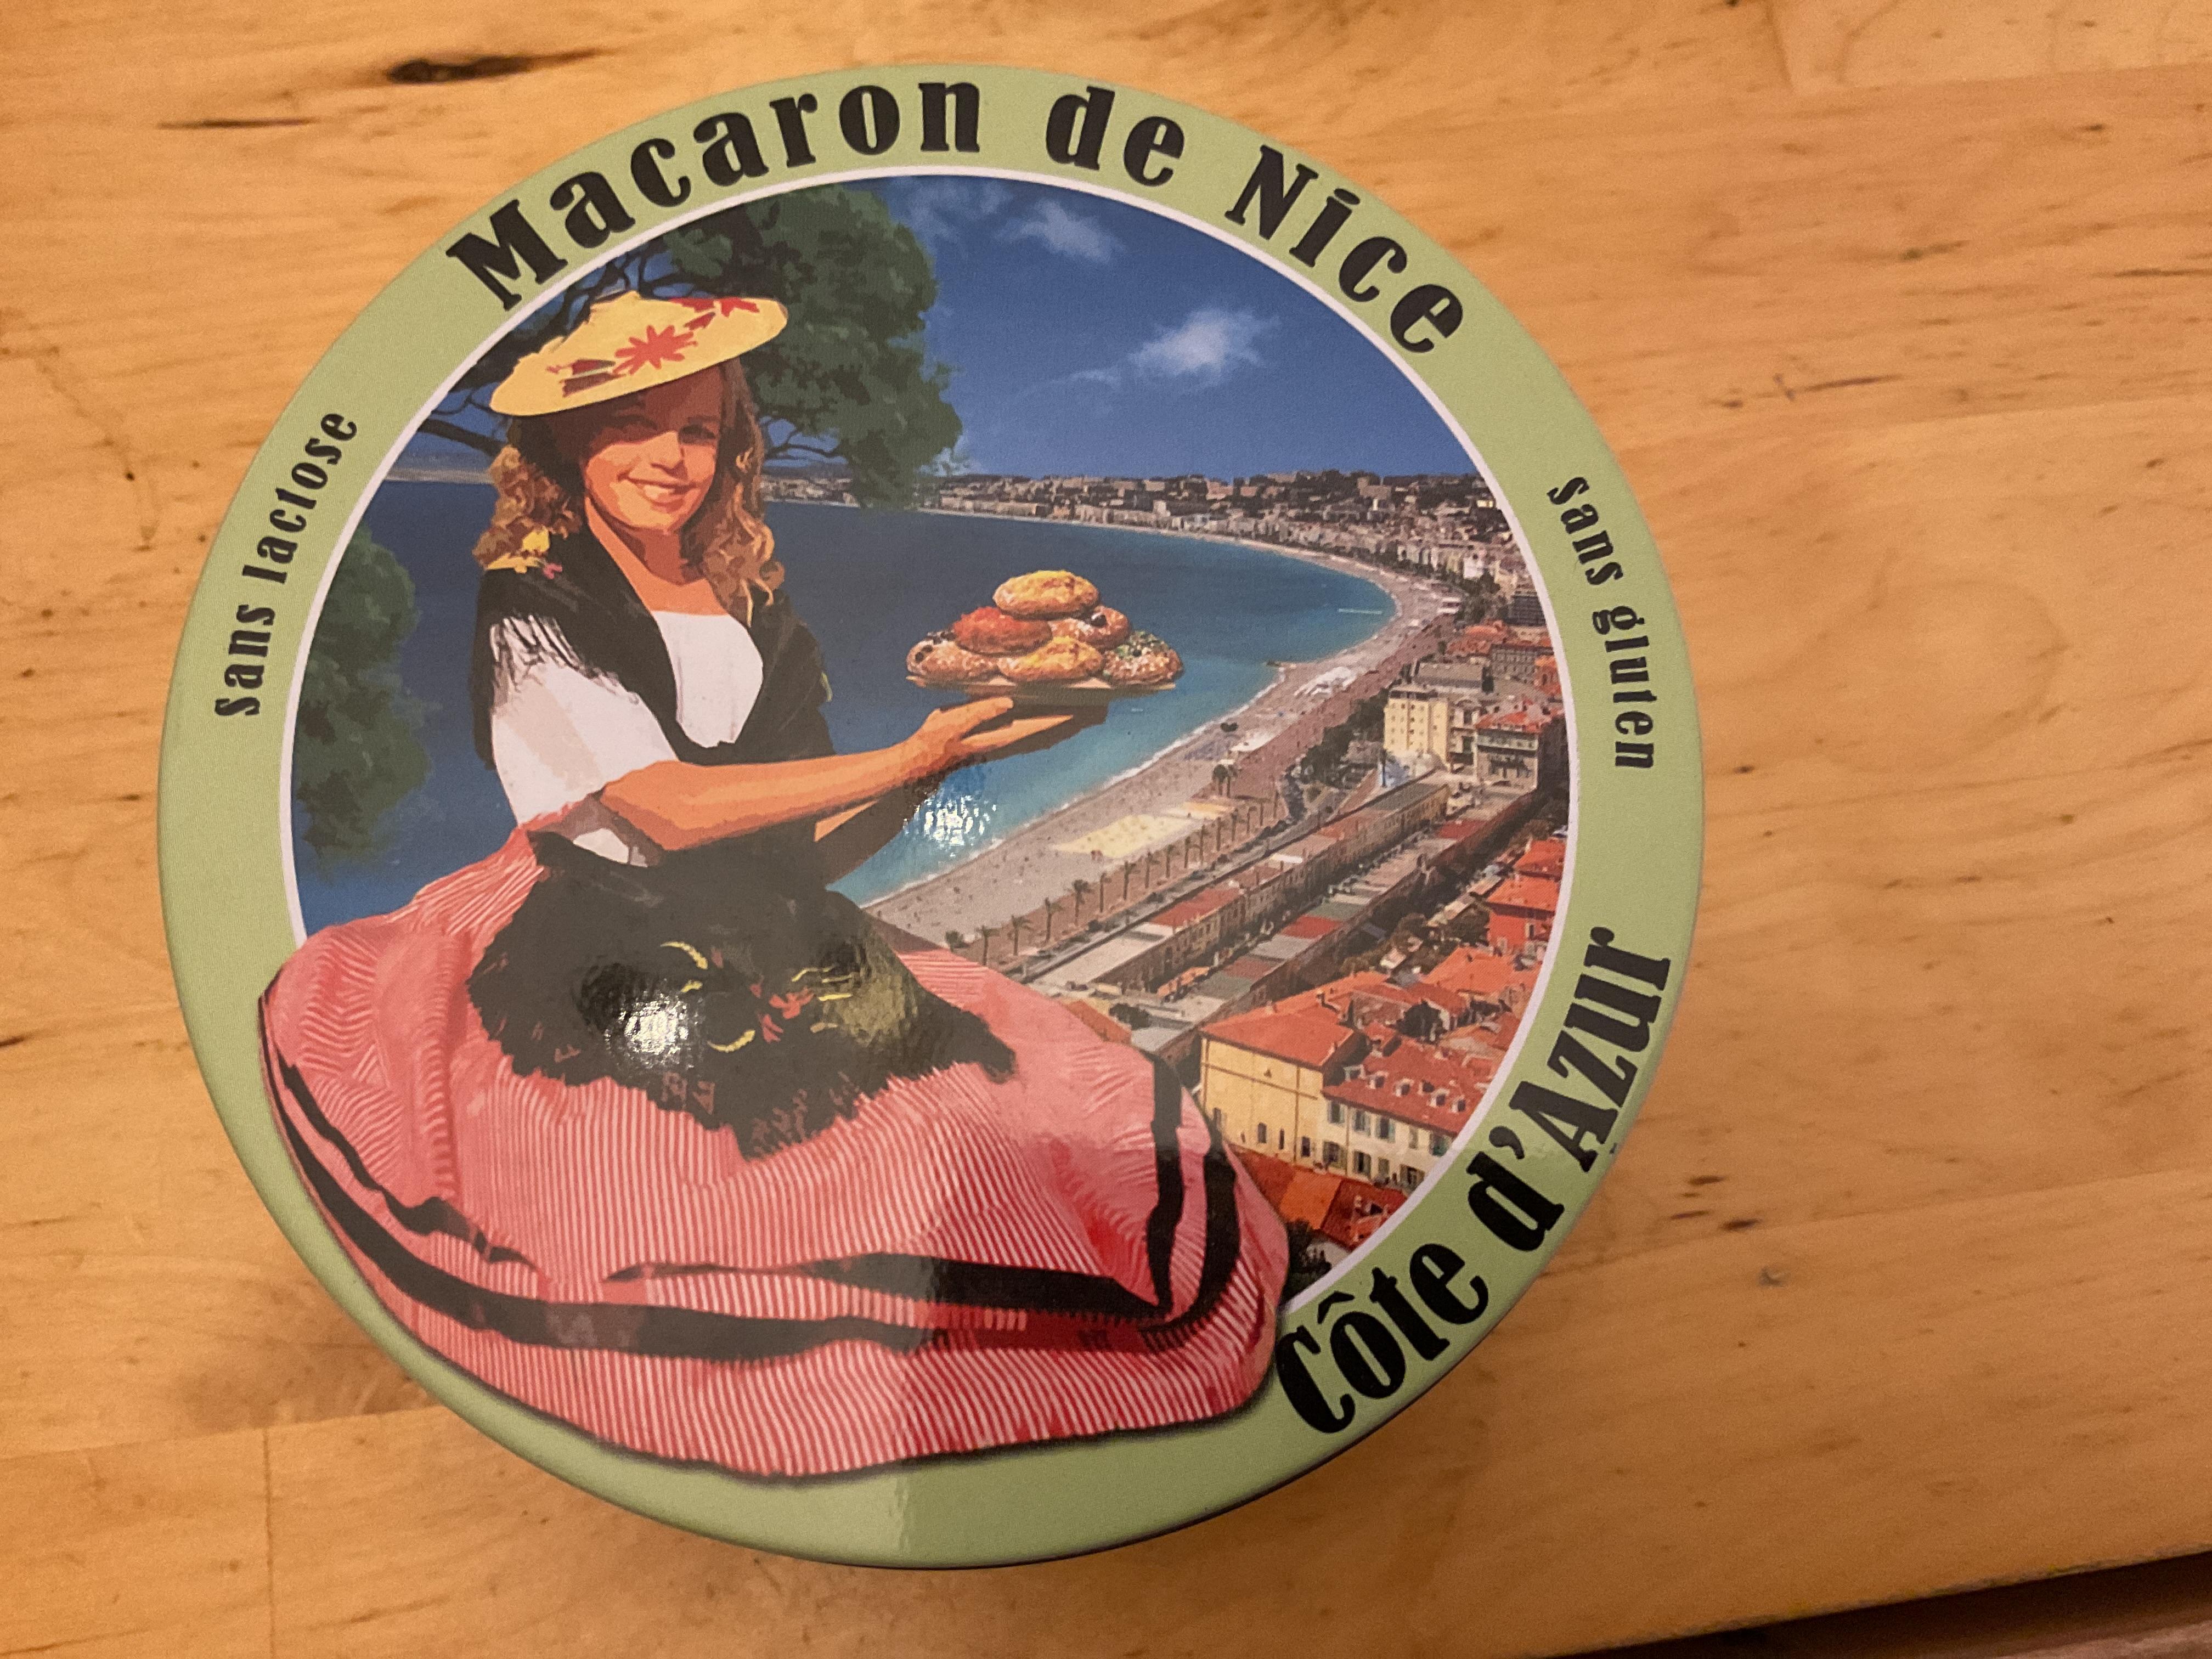 Macaron de Nice
Sans lactose
sans gluten
Côte d'Azur